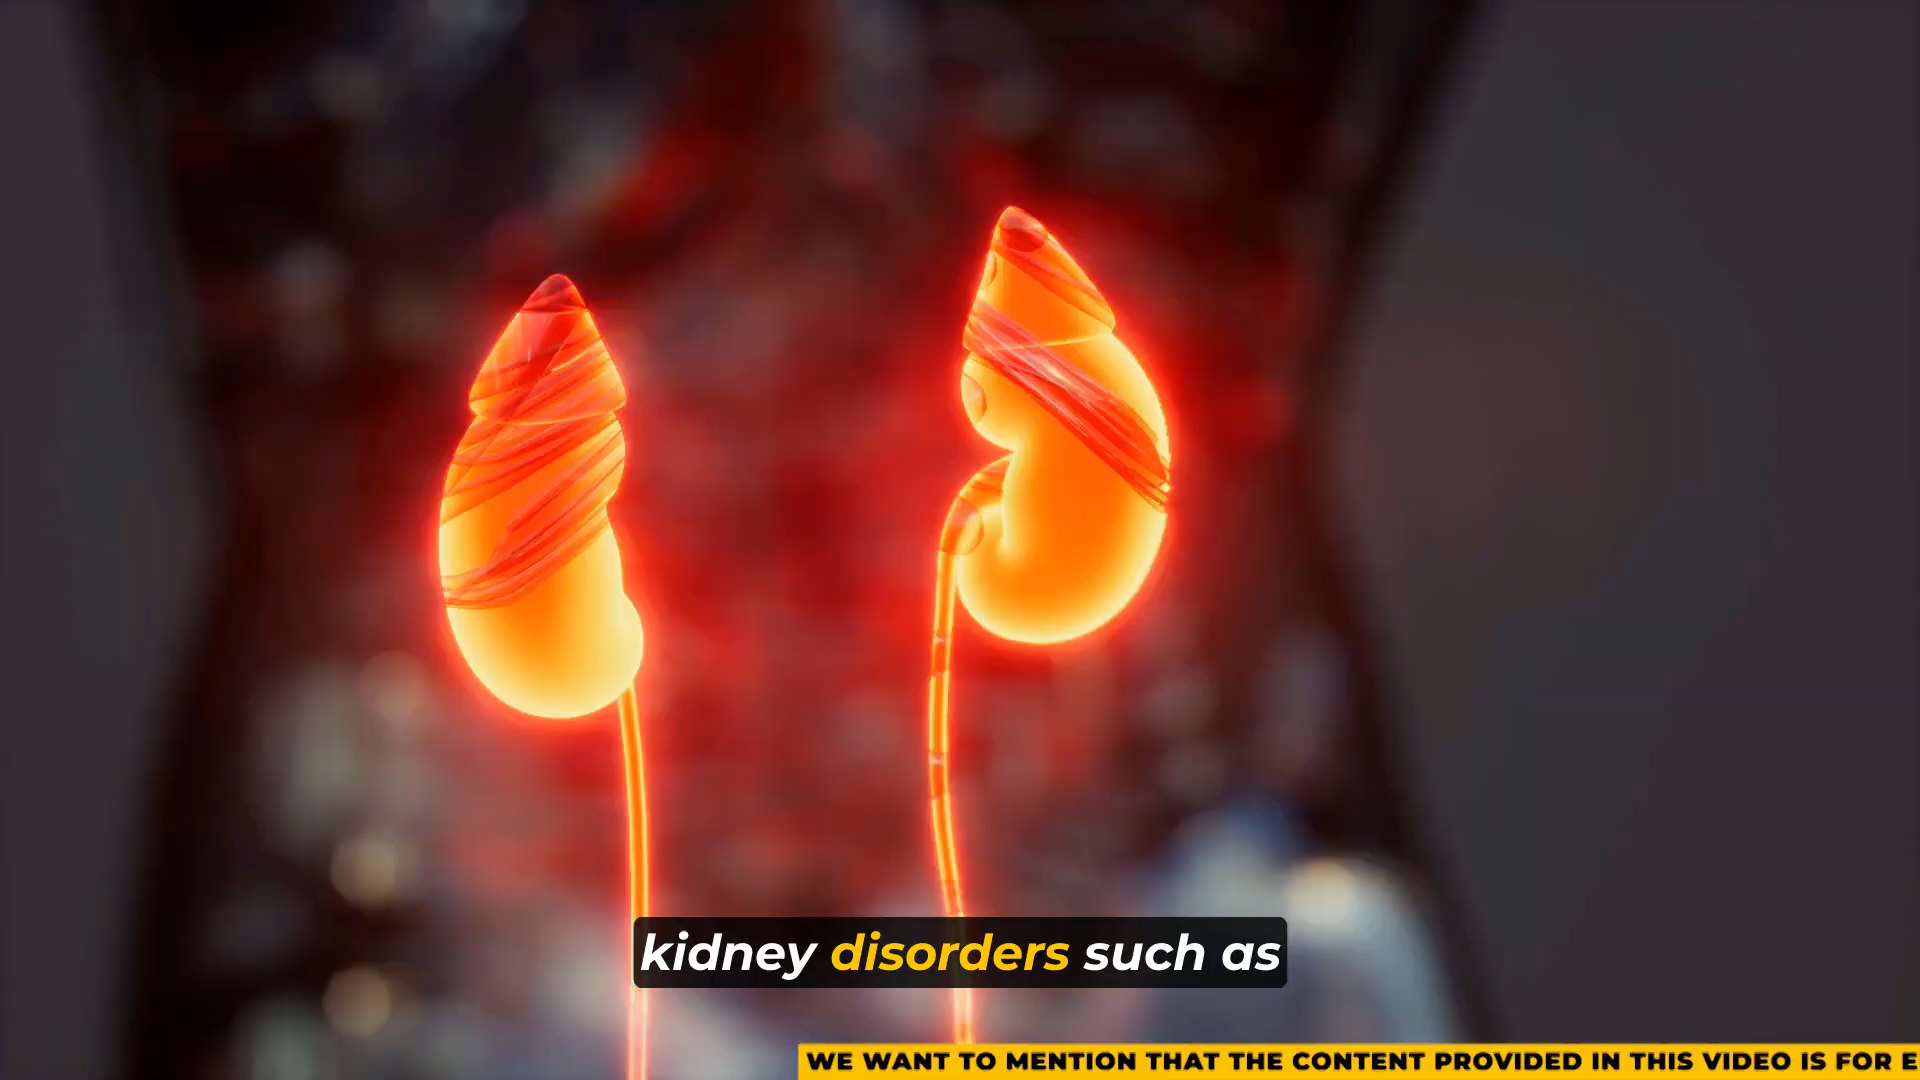 kidney disorders such as
WE WANT TO MENTION THAT THE CONTENT PROVIDED IN THIS VIDEO IS FOR